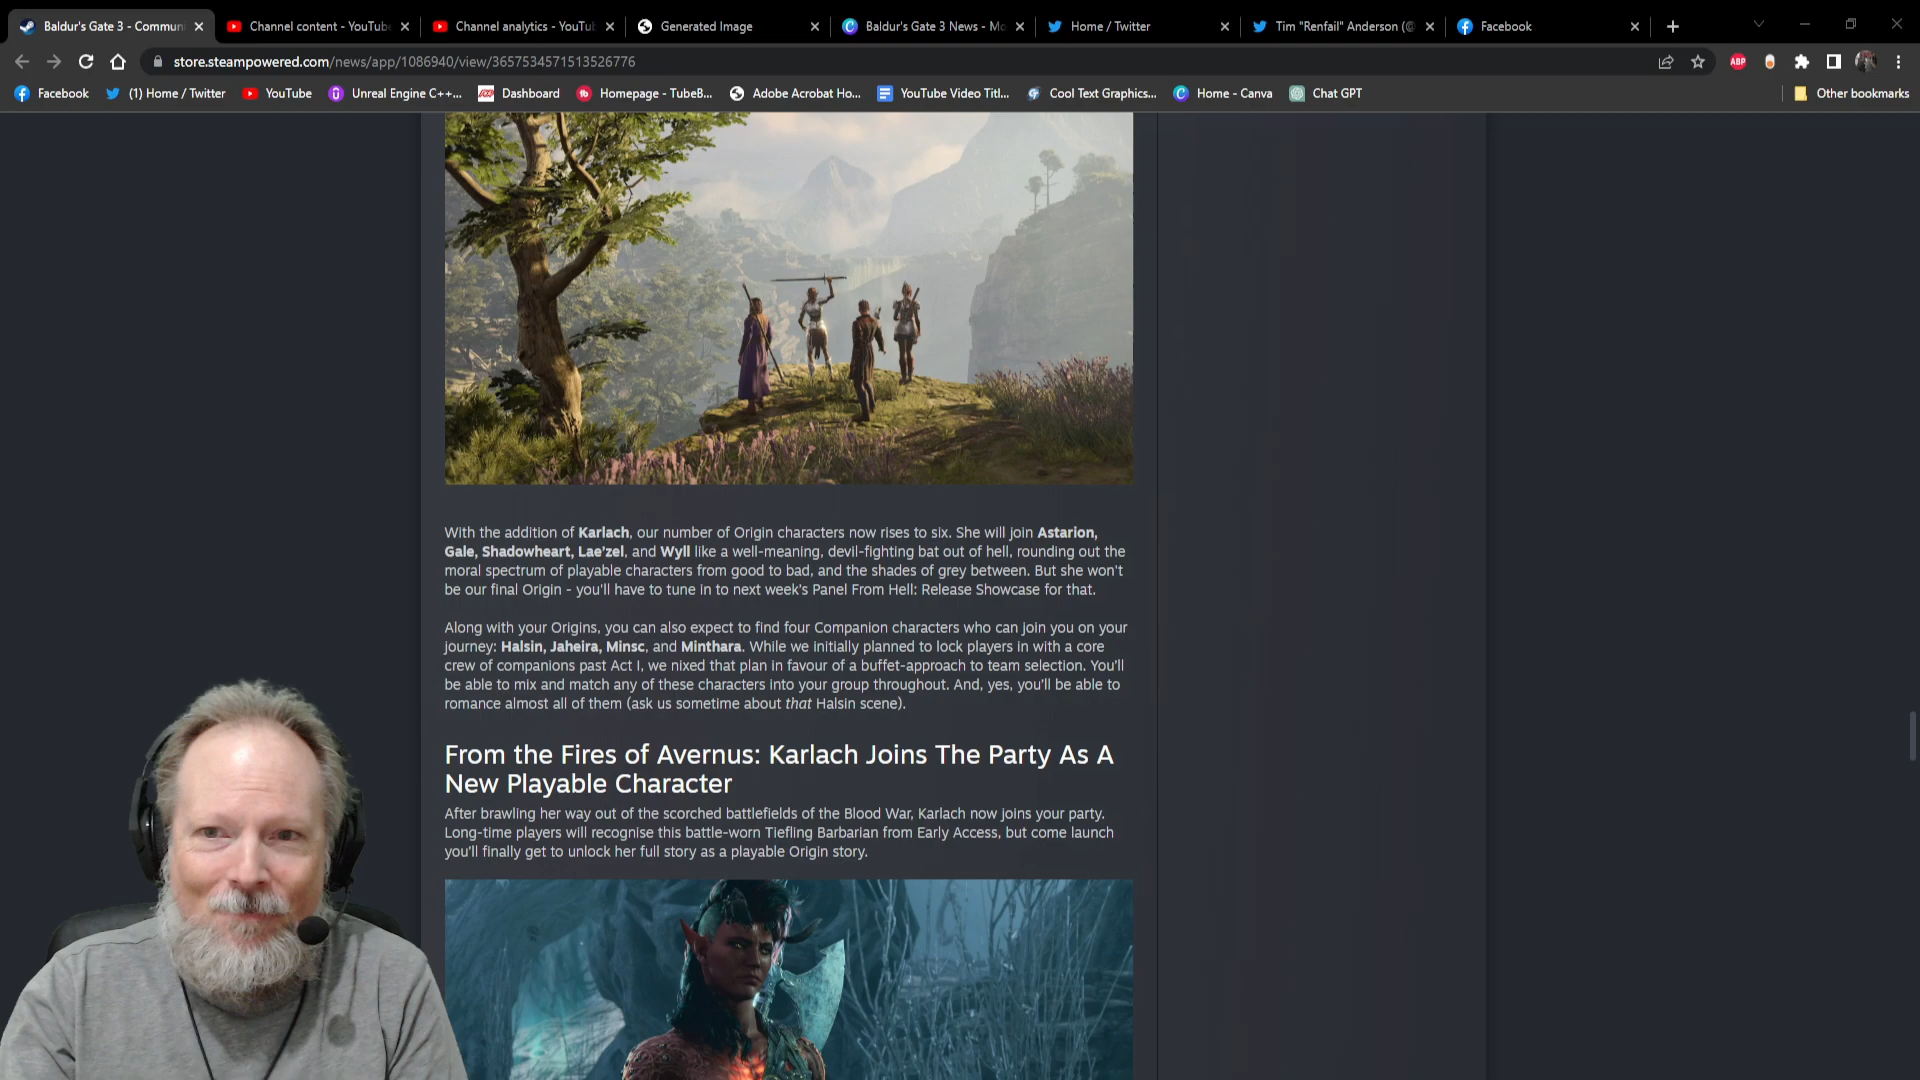 Baldur's Gate 3 - Commun
Channel content - YouTube
Channel analytics - YouTu
Generated Image
Baldur's Gate 3 News - Mo
Home / Twitter
Tim "Renfail" Anderson (@
Facebook
store.steampowered.com/news/app/1086940/view/3657534571513526776
ABP
Facebook
(1) Home / Twitter
YouTube
Unreal Engine C++...
Dashboard
Homepage - TubeB...
Adobe Acrobat Ho...
YouTube Video Titl...
Cool Text Graphics...
Home - Canva
Chat GPT
Other bookmarks
With the addition of Karlach, our number of Origin characters now rises to six. She will join Astarion,
Gale, Shadowheart, Lae'zel, and Wyll like a well-meaning, devil-fighting bat out of hell, rounding out the
moral spectrum of playable characters from good to bad, and the shades of grey between. But she won't
be our final Origin - you'll have to tune in to next week's Panel From Hell: Release Showcase for that.
Along with your Origins, you can also expect to find four Companion characters who can join you on your
journey: Halsin, Jaheira, Minsc, and Minthara. While we initially planned to lock players in with a core
crew of companions past Act I, we nixed that plan in favour of a buffet-approach to team selection. You'll
be able to mix and match any of these characters into your group throughout. And, yes, you'll be able to
romance almost all of them (ask us sometime about that Halsin scene).
From the Fires of Avernus: Karlach Joins The Party As A
New Playable Character
After brawling her way out of the scorched battlefields of the Blood War, Karlach now joins your party.
Long-time players will recognise this battle-worn Tiefling Barbarian from Early Access, but come launch
you'll finally get to unlock her full story as a playable Origin story.